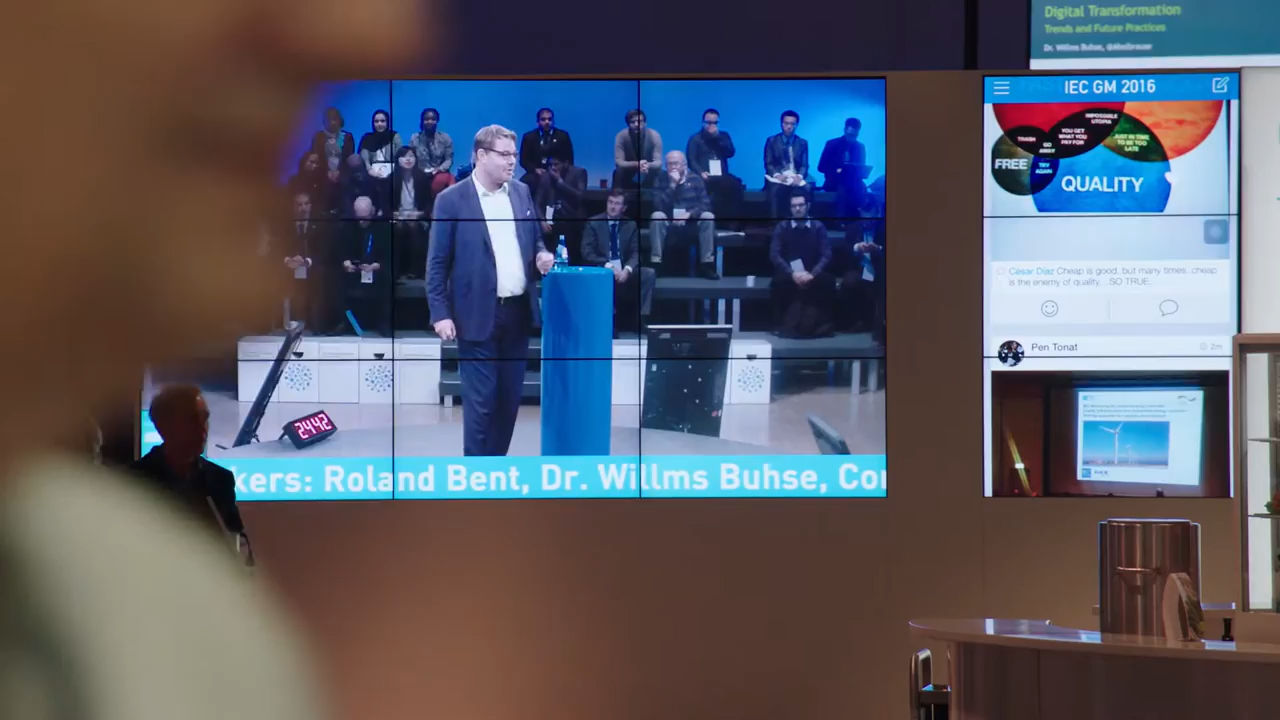 Digital Transformation
Trends and Future Practices
Dr. Willms Buhse,
IEC GM 2016
IMPOSSIBLE
UTOPIA
TRASH
YOU GET
WHAT YOU
PAY FOR
JUST IN TIME
TO BE TOO
LATE
GO
AWAY
FREE
TRY
AGAIN
QUALITY
César Díaz Cheap is good, but many times, cheap
is the enemy of quality. ..SO TRUE.
Pen Tonat
2m
24:42
kers: Roland Bent, Dr. Willms Buhse, Co